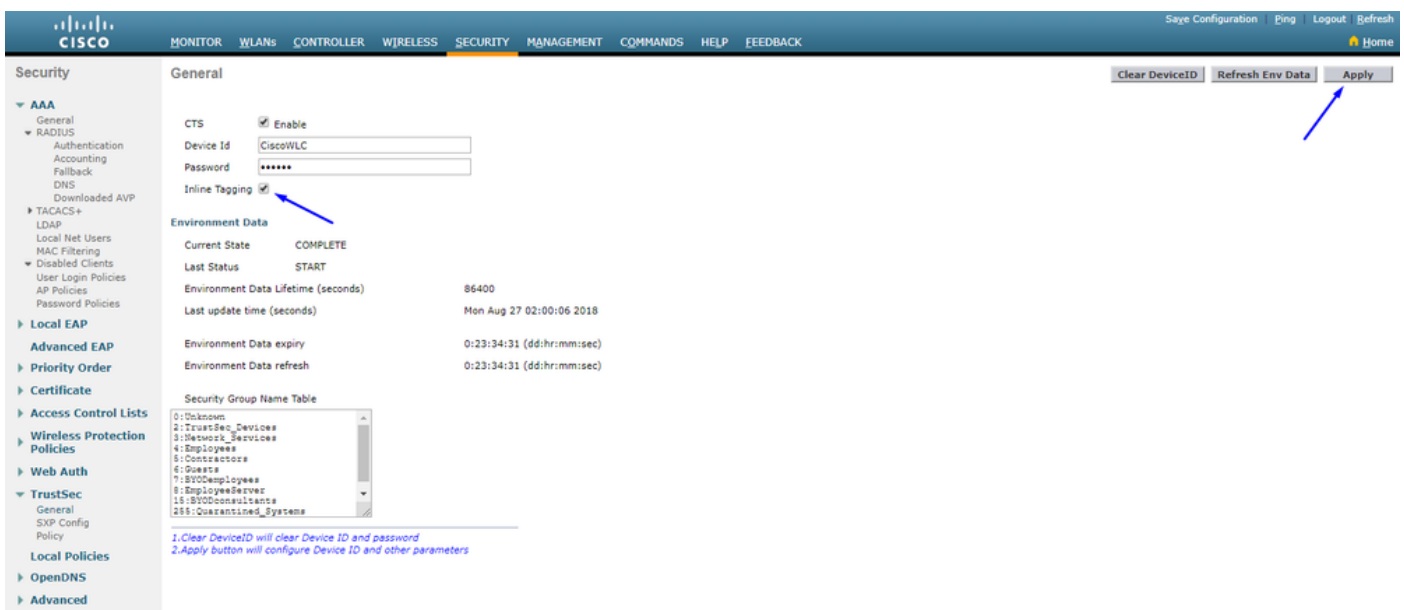 Save Configuration | Ping | Logout | Refresh
CISCO
MONITOR WLANs CONTROLLER WIRELESS SECURITY MANAGEMENT COMMANDS HELP FEEDBACK
Home
Security
AAA
General
RADIUS
Authentication
Accounting
Fallback
DNS
Downloaded AVP
TACACS+
LDAP
Local Net Users
MAC Filtering
Disabled Clients
User Login Policies
AP Policies
Password Policies
Local EAP
Advanced EAP
Priority Order
Certificate
Access Control Lists
Wireless Protection
Policies
Web Auth
TrustSec
General
SXP Config
Policy
Local Policies
OpenDNS
Advanced
General
Clear DeviceID Refresh Env Data Apply
CTS Enable
Device Id CiscoWLC
Password ••••••
Inline Tagging
Environment Data
Current State COMPLETE
Last Status START
Environment Data Lifetime (seconds) 86400
Last update time (seconds) Mon Aug 27 02:00:06 2018
Environment Data expiry 0:23:34:31 (dd:hr:mm:sec)
Environment Data refresh 0:23:34:31 (dd:hr:mm:sec)
Security Group Name Table
0:Unknown
2:TrustSec_Devices
3:Network_Services
4:Employees
5:Contractors
6:Guests
7:BYODemployees
8:EmployeeServer
15:BYODconsultants
255:Quarantined_Systems
1.Clear DeviceID will clear Device ID and password
2.Apply button will configure Device ID and other parameters